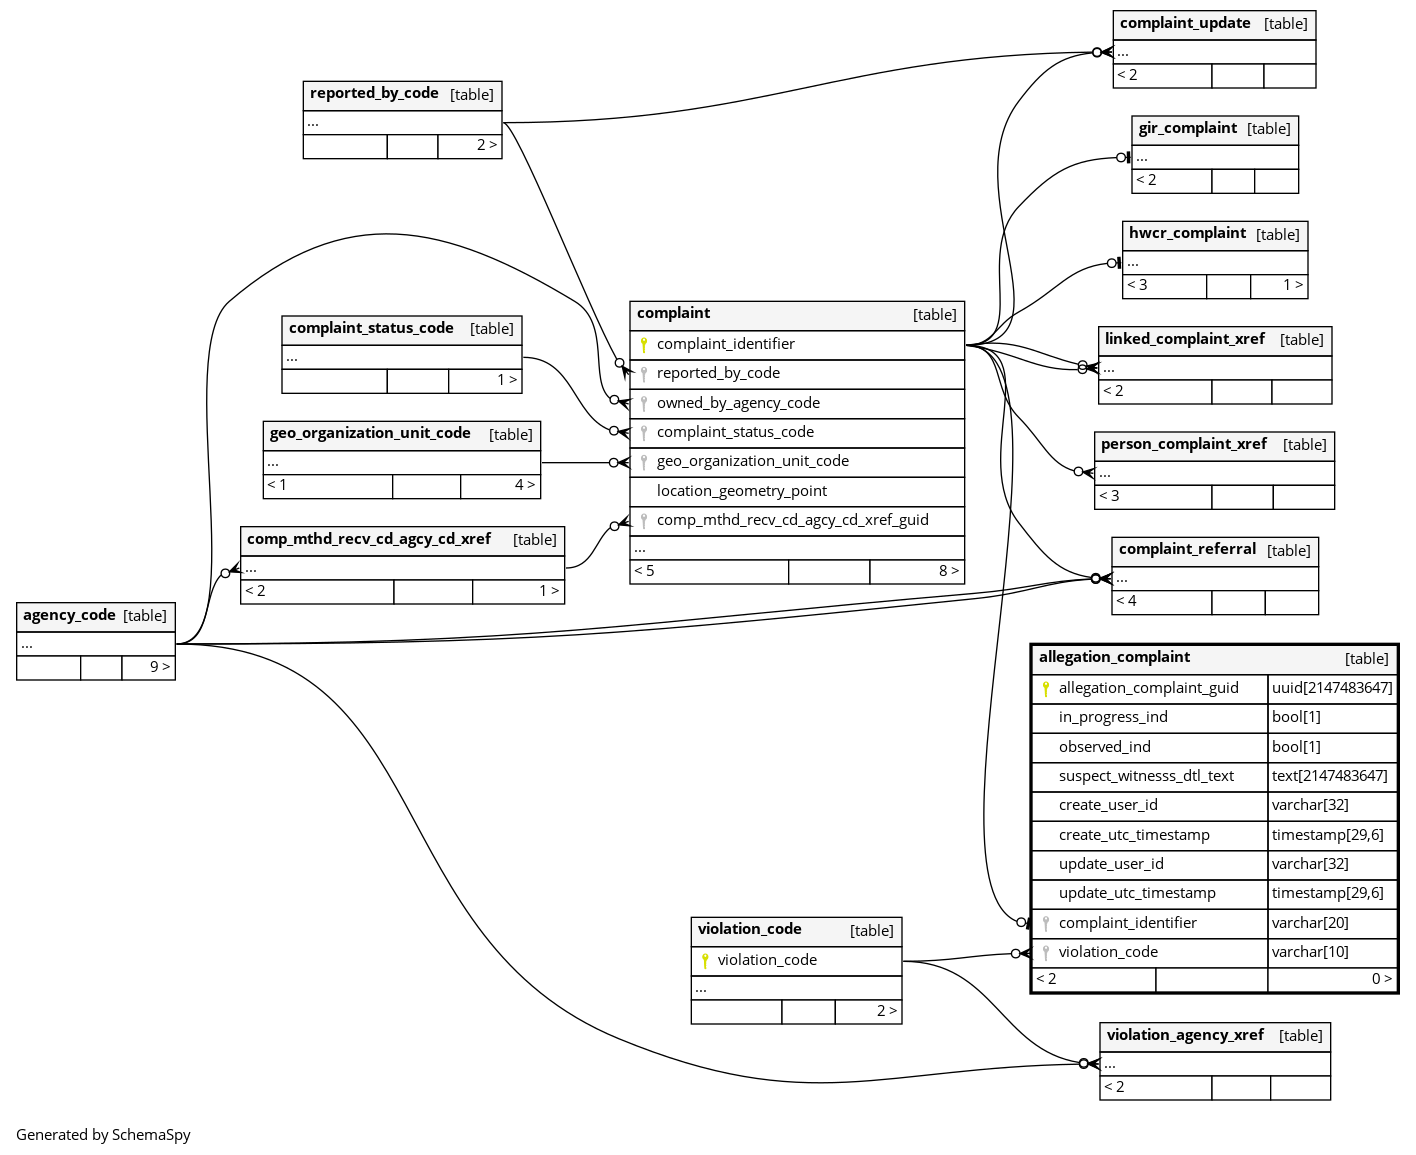 complaint_update [table]
...
< 2
reported_by_code [table]
...
2 >
gir_complaint [table]
...
< 2
hwcr_complaint [table]
...
< 3 1 >
complaint_status_code [table]
...
1 >
geo_organization_unit_code [table]
...
< 1 4 >
comp_mthd_recv_cd_agcy_cd_xref [table]
...
< 2 1 >
agency_code [table]
...
9 >
complaint [table]
complaint_identifier
reported_by_code
owned_by_agency_code
complaint_status_code
geo_organization_unit_code
location_geometry_point
comp_mthd_recv_cd_agcy_cd_xref_guid
...
< 5 8 >
linked_complaint_xref [table]
...
< 2
person_complaint_xref [table]
...
< 3
complaint_referral [table]
...
< 4
allegation_complaint [table]
allegation_complaint_guid uuid[2147483647]
in_progress_ind bool[1]
observed_ind bool[1]
suspect_witnesss_dtl_text text[2147483647]
create_user_id varchar[32]
create_utc_timestamp timestamp[29,6]
update_user_id varchar[32]
update_utc_timestamp timestamp[29,6]
complaint_identifier varchar[20]
violation_code varchar[10]
< 2 0 >
violation_code [table]
violation_code
...
2 >
violation_agency_xref [table]
...
< 2
Generated by SchemaSpy